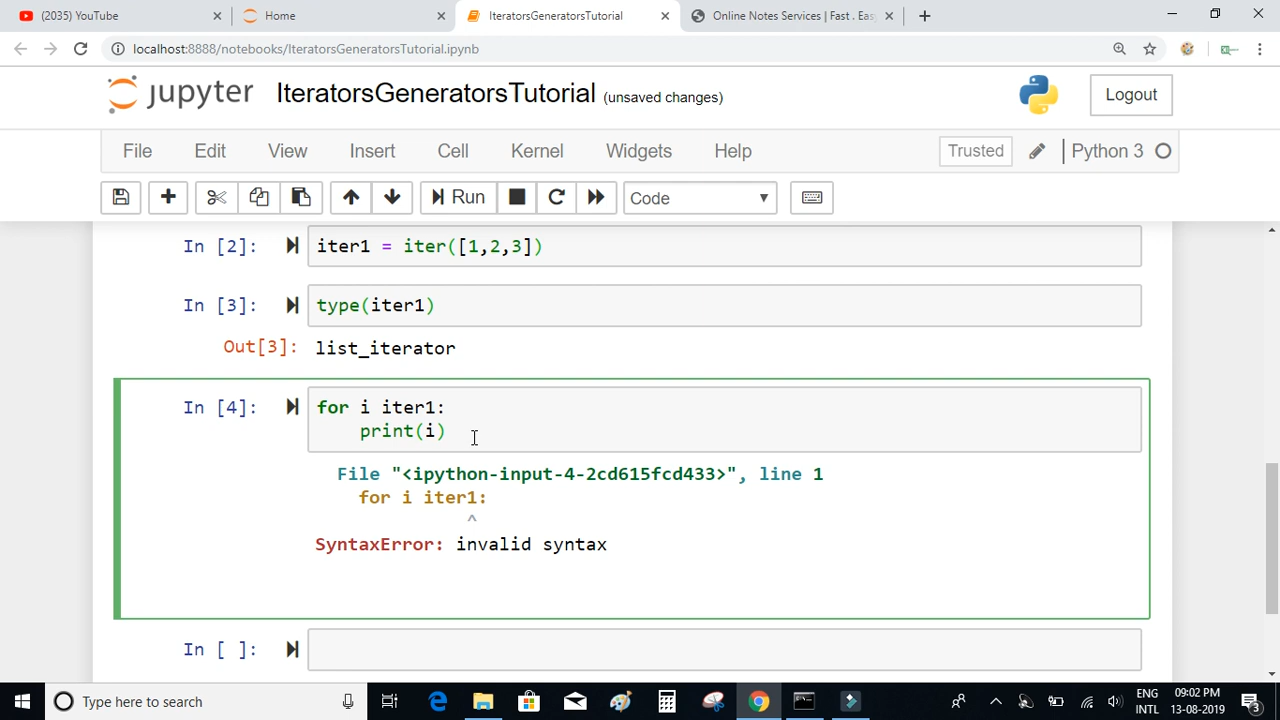 (2035) YouTube
Home
IteratorsGeneratorsTutorial
Online Notes Services | Fast . Eas
localhost:8888/notebooks/IteratorsGeneratorsTutorial.ipynb
jupyter IteratorsGeneratorsTutorial (unsaved changes)
Logout
File Edit View Insert Cell Kernel Widgets Help
Trusted Python 3
Run Code
In [2]: iter1 = iter([1,2,3])
In [3]: type(iter1)
Out[3]: list_iterator
In [4]: for i iter1:
print(i)
File "<ipython-input-4-2cd615fcd433>", line 1
for i iter1:
^
SyntaxError: invalid syntax
In [ ]:
Type here to search
ENG 09:02 PM
INTL 13-08-2019
3